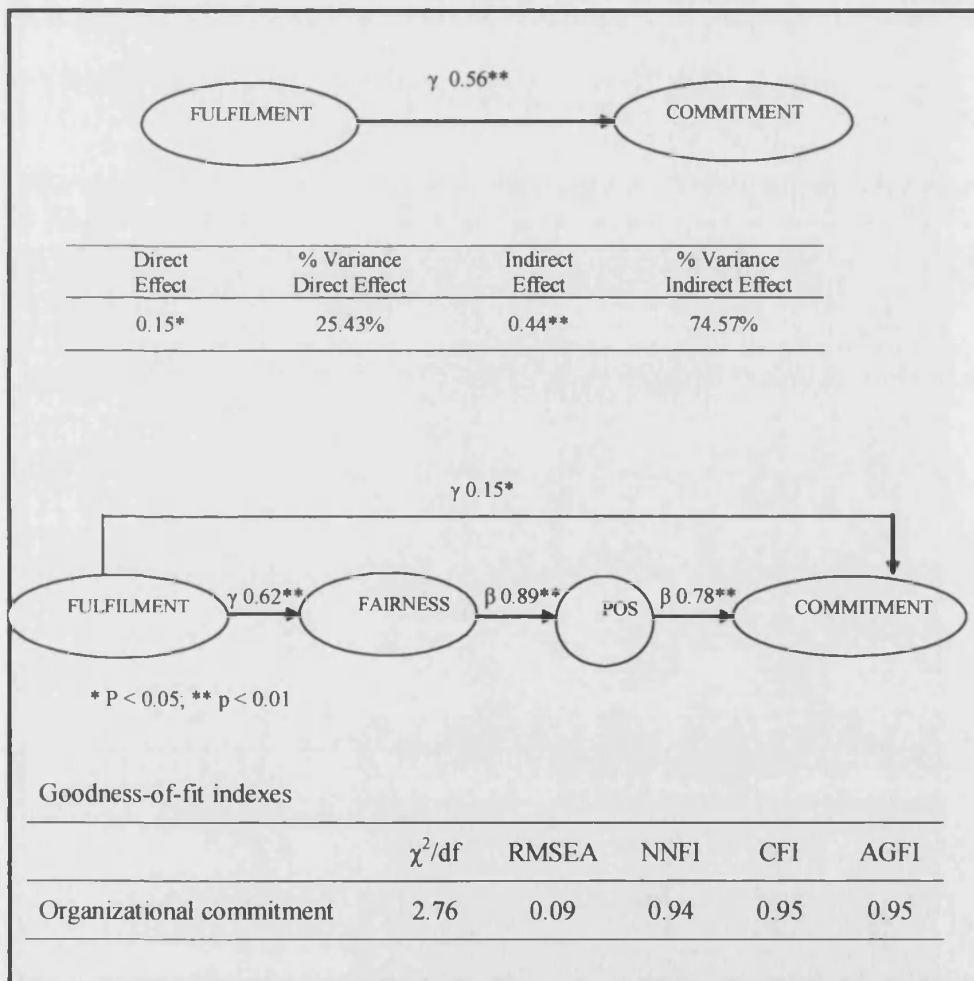 γ 0.56**
FULFILMENT COMMITMENT
Direct Effect % Variance Direct Effect Indirect Effect % Variance Indirect Effect
0.15* 25.43% 0.44** 74.57%
γ 0.15*
FULFILMENT γ 0.62** FAIRNESS β 0.89** POS β 0.78** COMMITMENT
* P < 0.05; ** p < 0.01
Goodness-of-fit indexes
χ²/df RMSEA NNFI CFI AGFI
Organizational commitment 2.76 0.09 0.94 0.95 0.95